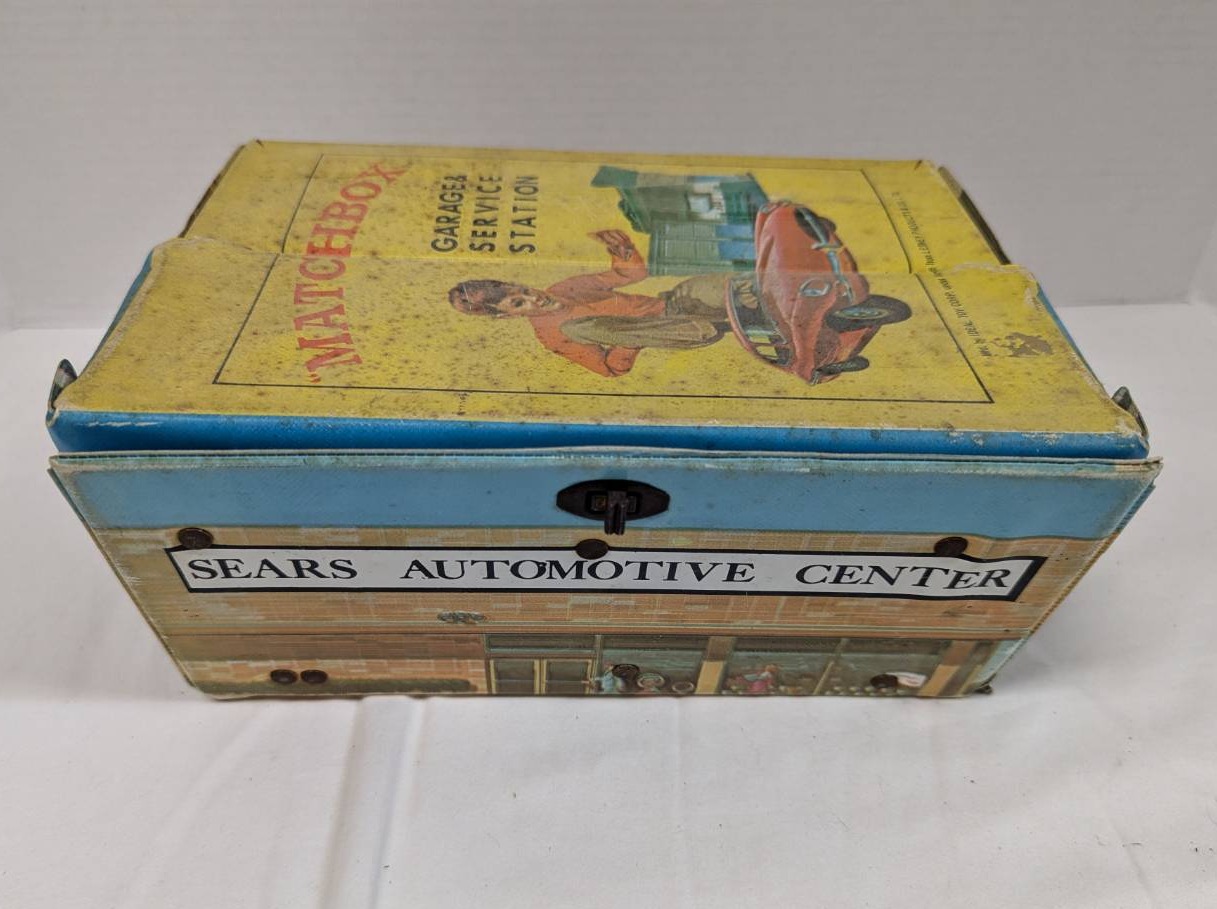 "MATCHBOX
GARAGE &
SERVICE
STATION
SEARS AUTOMOTIVE CENTER